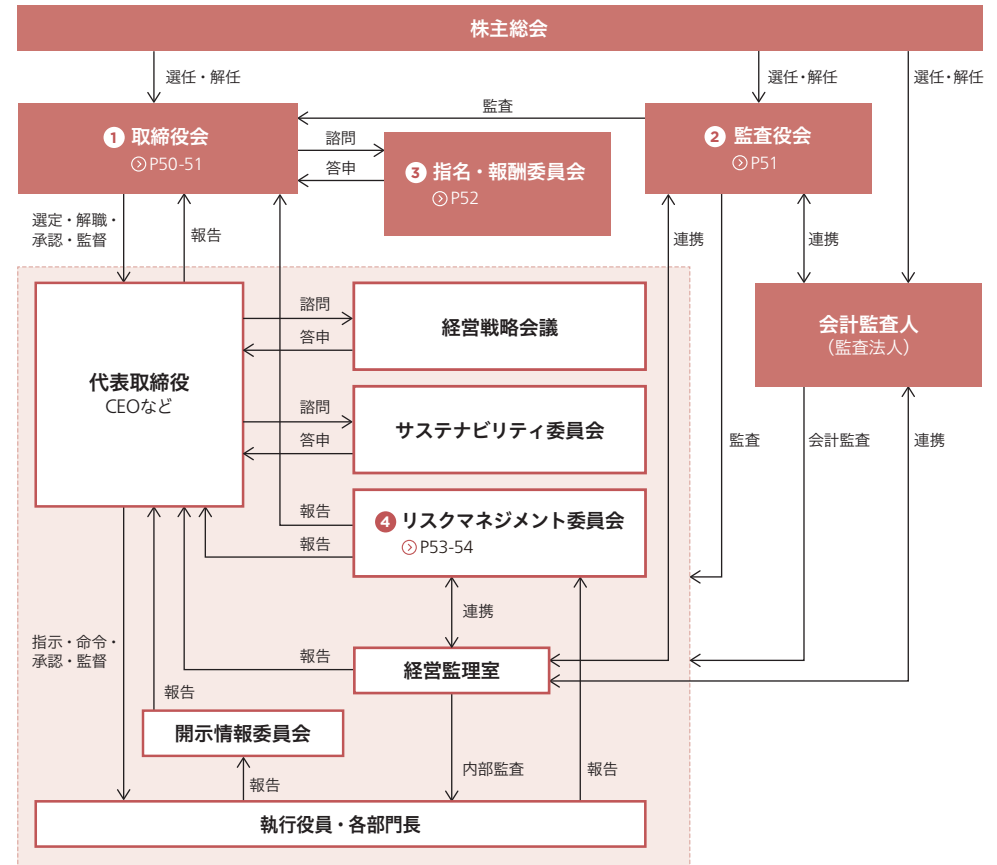 株主総会
選任・解任
選任・解任
選任・解任
監査
❶ 取締役会
P50-51
諮問
答申
❸ 指名・報酬委員会
P52
❷ 監査役会
P51
選定・解職・
承認・監督
報告
連携
連携
代表取締役
CEOなど
諮問
答申
経営戦略会議
会計監査人
（監査法人）
諮問
答申
サステナビリティ委員会
監査
会計監査
連携
報告
報告
❹ リスクマネジメント委員会
P53-54
連携
指示・命令・
承認・監督
報告
経営監理室
報告
開示情報委員会
報告
内部監査
報告
執行役員・各部門長